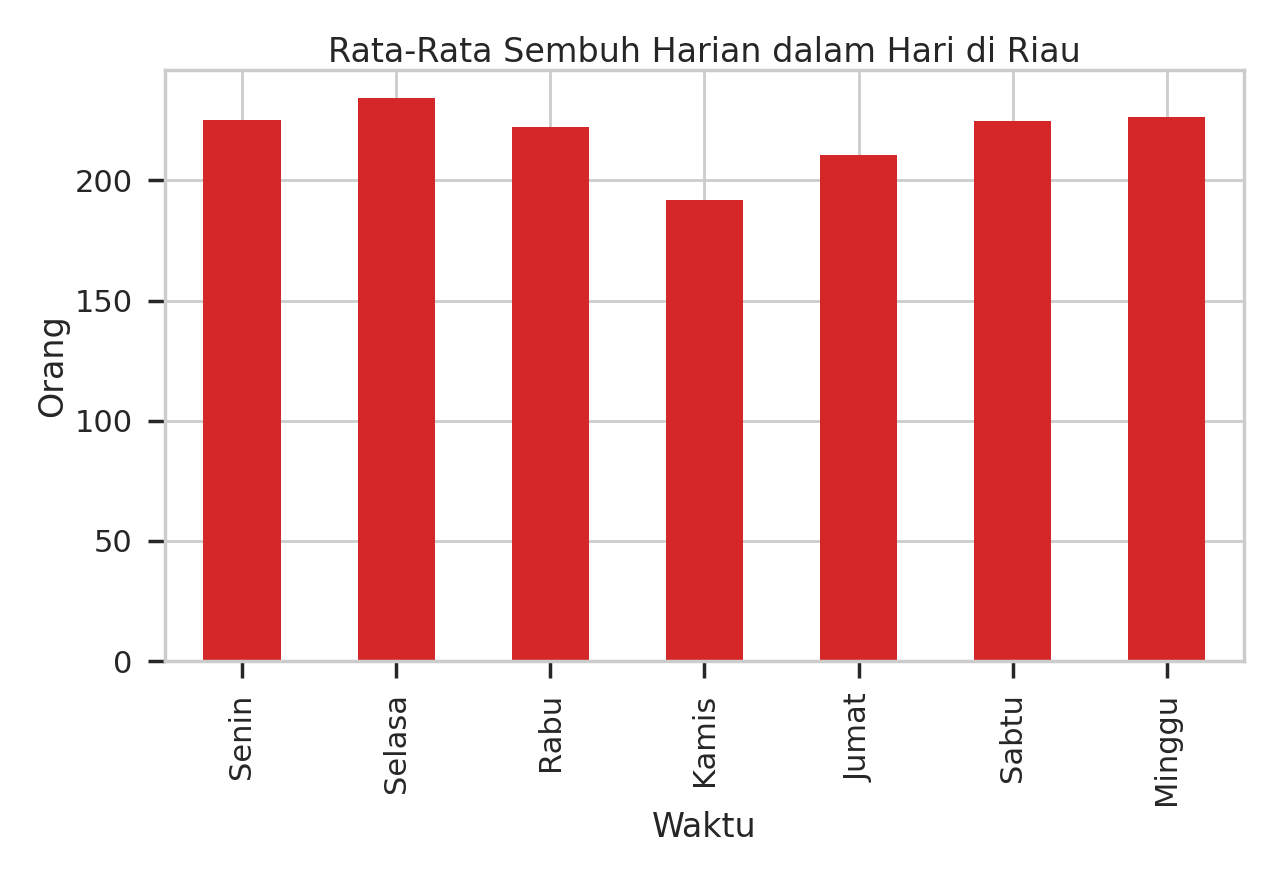 Rata-Rata Sembuh Harian dalam Hari di Riau
Orang
200
150
100
50
0
Senin
Selasa
Rabu
Kamis
Jumat
Sabtu
Minggu
Waktu